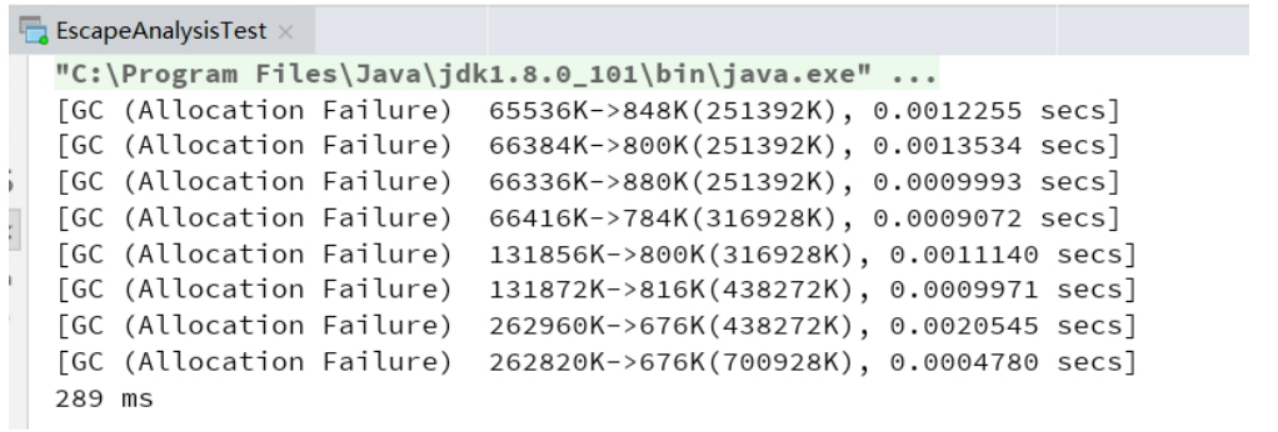 EscapeAnalysisTest ×
"C:\Program Files\Java\jdk1.8.0_101\bin\java.exe" ...
[GC (Allocation Failure)  65536K->848K(251392K), 0.0012255 secs]
[GC (Allocation Failure)  66384K->800K(251392K), 0.0013534 secs]
[GC (Allocation Failure)  66336K->880K(251392K), 0.0009993 secs]
[GC (Allocation Failure)  66416K->784K(316928K), 0.0009072 secs]
[GC (Allocation Failure)  131856K->800K(316928K), 0.0011140 secs]
[GC (Allocation Failure)  131872K->816K(438272K), 0.0009971 secs]
[GC (Allocation Failure)  262960K->676K(438272K), 0.0020545 secs]
[GC (Allocation Failure)  262820K->676K(700928K), 0.0004780 secs]
289 ms